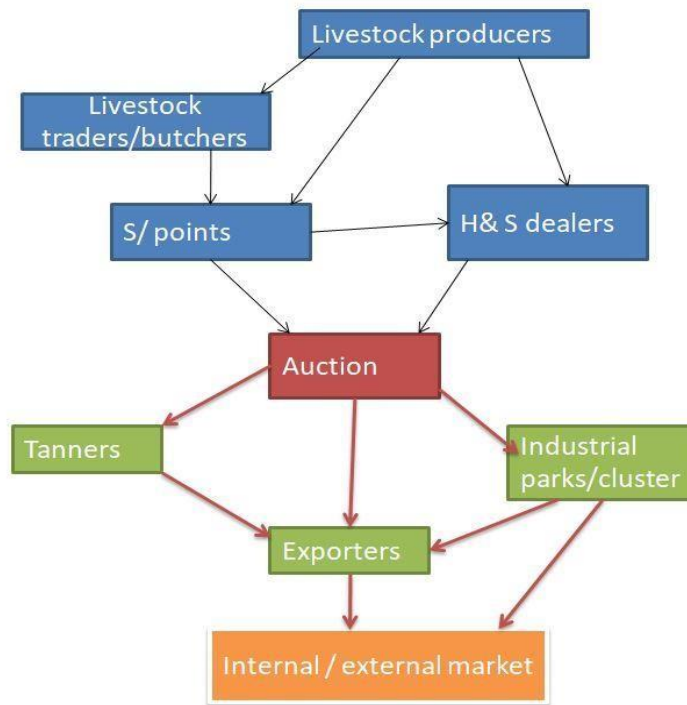 Livestock producers
Livestock
traders/butchers
S/ points
H& S dealers
Auction
Tanners
Industrial
parks/cluster
Exporters
Internal / external market